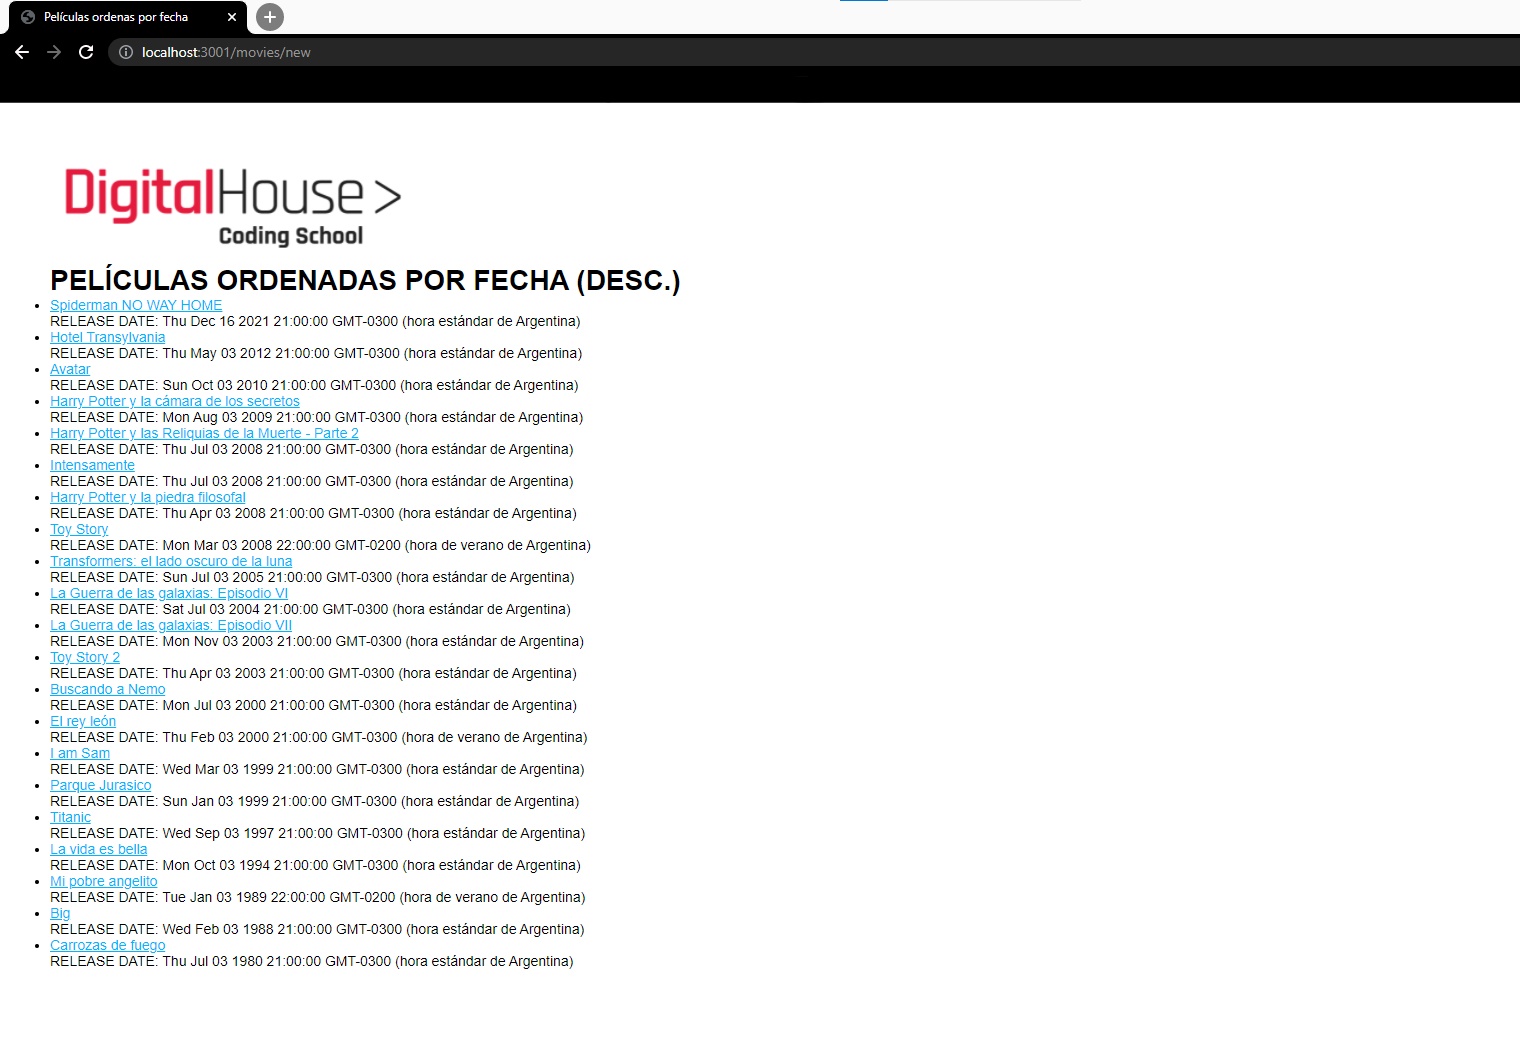 Películas ordenas por fecha
localhost:3001/movies/new
DigitalHouse >
Coding School
PELÍCULAS ORDENADAS POR FECHA (DESC.)
Spiderman NO WAY HOME
RELEASE DATE: Thu Dec 16 2021 21:00:00 GMT-0300 (hora estándar de Argentina)
Hotel Transylvania
RELEASE DATE: Thu May 03 2012 21:00:00 GMT-0300 (hora estándar de Argentina)
Avatar
RELEASE DATE: Sun Oct 03 2010 21:00:00 GMT-0300 (hora estándar de Argentina)
Harry Potter y la cámara de los secretos
RELEASE DATE: Mon Aug 03 2009 21:00:00 GMT-0300 (hora estándar de Argentina)
Harry Potter y las Reliquias de la Muerte - Parte 2
RELEASE DATE: Thu Jul 03 2008 21:00:00 GMT-0300 (hora estándar de Argentina)
Intensamente
RELEASE DATE: Thu Jul 03 2008 21:00:00 GMT-0300 (hora estándar de Argentina)
Harry Potter y la piedra filosofal
RELEASE DATE: Thu Apr 03 2008 21:00:00 GMT-0300 (hora estándar de Argentina)
Toy Story
RELEASE DATE: Mon Mar 03 2008 22:00:00 GMT-0200 (hora de verano de Argentina)
Transformers: el lado oscuro de la luna
RELEASE DATE: Sun Jul 03 2005 21:00:00 GMT-0300 (hora estándar de Argentina)
La Guerra de las galaxias: Episodio VI
RELEASE DATE: Sat Jul 03 2004 21:00:00 GMT-0300 (hora estándar de Argentina)
La Guerra de las galaxias: Episodio VII
RELEASE DATE: Mon Nov 03 2003 21:00:00 GMT-0300 (hora estándar de Argentina)
Toy Story 2
RELEASE DATE: Thu Apr 03 2003 21:00:00 GMT-0300 (hora estándar de Argentina)
Buscando a Nemo
RELEASE DATE: Mon Jul 03 2000 21:00:00 GMT-0300 (hora estándar de Argentina)
El rey león
RELEASE DATE: Thu Feb 03 2000 21:00:00 GMT-0300 (hora de verano de Argentina)
I am Sam
RELEASE DATE: Wed Mar 03 1999 21:00:00 GMT-0300 (hora estándar de Argentina)
Parque Jurasico
RELEASE DATE: Sun Jan 03 1999 21:00:00 GMT-0300 (hora estándar de Argentina)
Titanic
RELEASE DATE: Wed Sep 03 1997 21:00:00 GMT-0300 (hora estándar de Argentina)
La vida es bella
RELEASE DATE: Mon Oct 03 1994 21:00:00 GMT-0300 (hora estándar de Argentina)
Mi pobre angelito
RELEASE DATE: Tue Jan 03 1989 22:00:00 GMT-0200 (hora de verano de Argentina)
Big
RELEASE DATE: Wed Feb 03 1988 21:00:00 GMT-0300 (hora estándar de Argentina)
Carrozas de fuego
RELEASE DATE: Thu Jul 03 1980 21:00:00 GMT-0300 (hora estándar de Argentina)